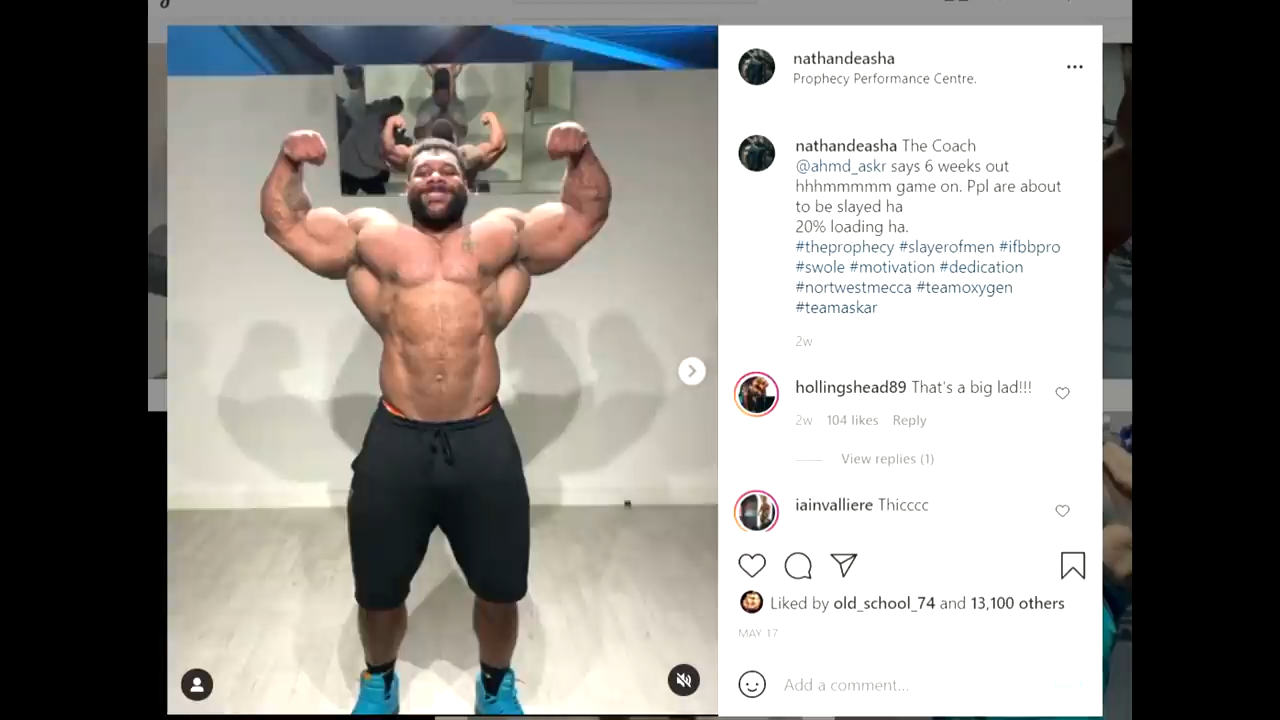 nathandeasha
Prophecy Performance Centre.
nathandeasha The Coach
@ahmd_askr says 6 weeks out
hhhmmmmm game on. Ppl are about
to be slayed ha
20% loading ha.
#theprophecy #slayerofmen #ifbbpro
#swole #motivation #dedication
#nortwestmecca #teamoxygen
#teamaskar
2w
hollingshead89 That's a big lad!!!
2w 104 likes Reply
View replies (1)
iainvalliere Thicccc
Liked by old_school_74 and 13,100 others
MAY 17
Add a comment...